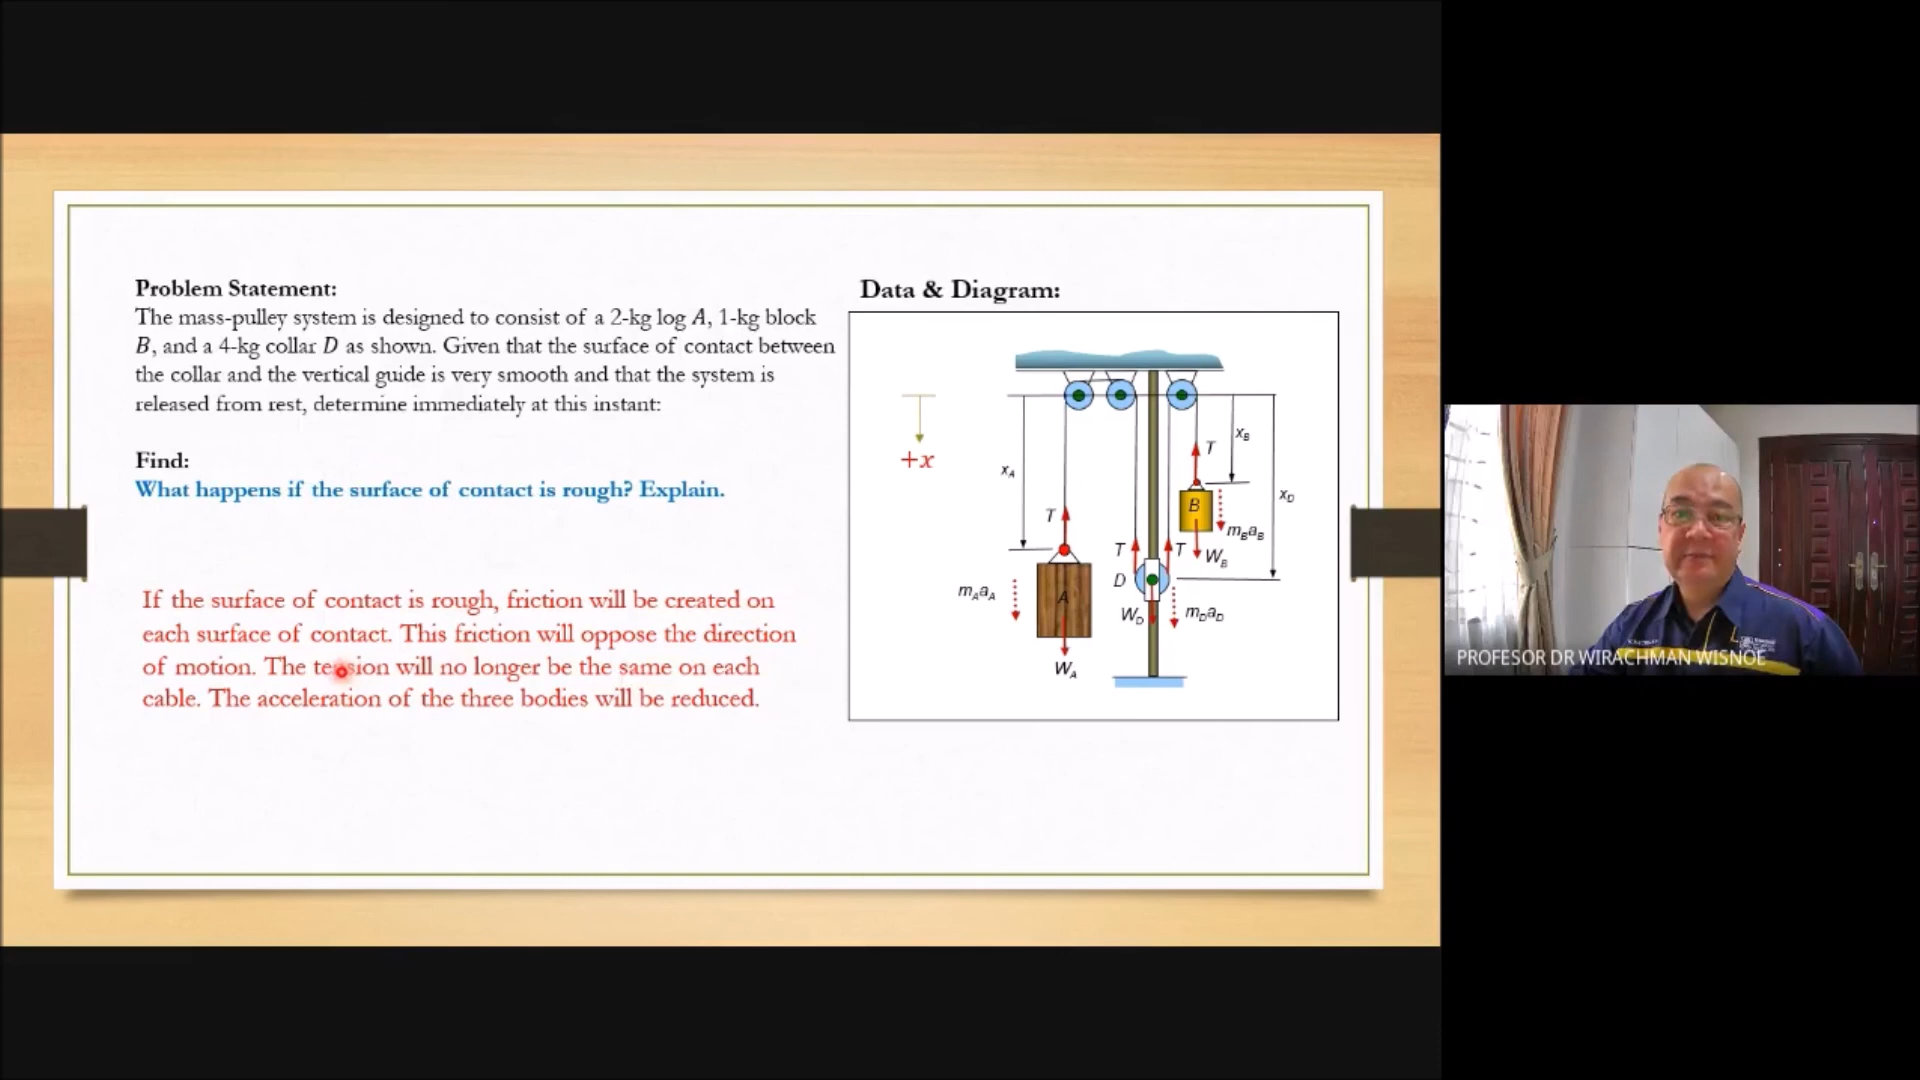 Problem Statement:
The mass-pulley system is designed to consist of a 2-kg log A, 1-kg block
B, and a 4-kg collar D as shown. Given that the surface of contact between
the collar and the vertical guide is very smooth and that the system is
released from rest, determine immediately at this instant:
Find:
What happens if the surface of contact is rough? Explain.
If the surface of contact is rough, friction will be created on
each surface of contact. This friction will oppose the direction
of motion. The tension will no longer be the same on each
cable. The acceleration of the three bodies will be reduced.
Data & Diagram:
+x
xA
xB
xD
T
T
T
T
A
B
D
mAaA
mBaB
mDaD
WA
WB
WD
PROFESOR DR WIRACHMAN WISNOE